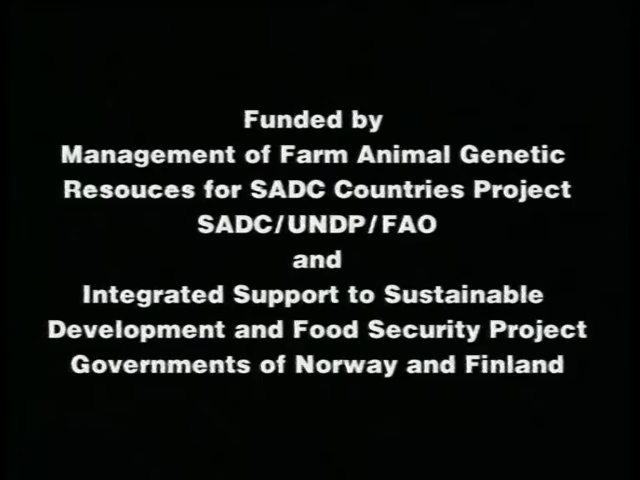 Funded by
Management of Farm Animal Genetic
Resouces for SADC Countries Project
SADC/UNDP/FAO
and
Integrated Support to Sustainable
Development and Food Security Project
Governments of Norway and Finland